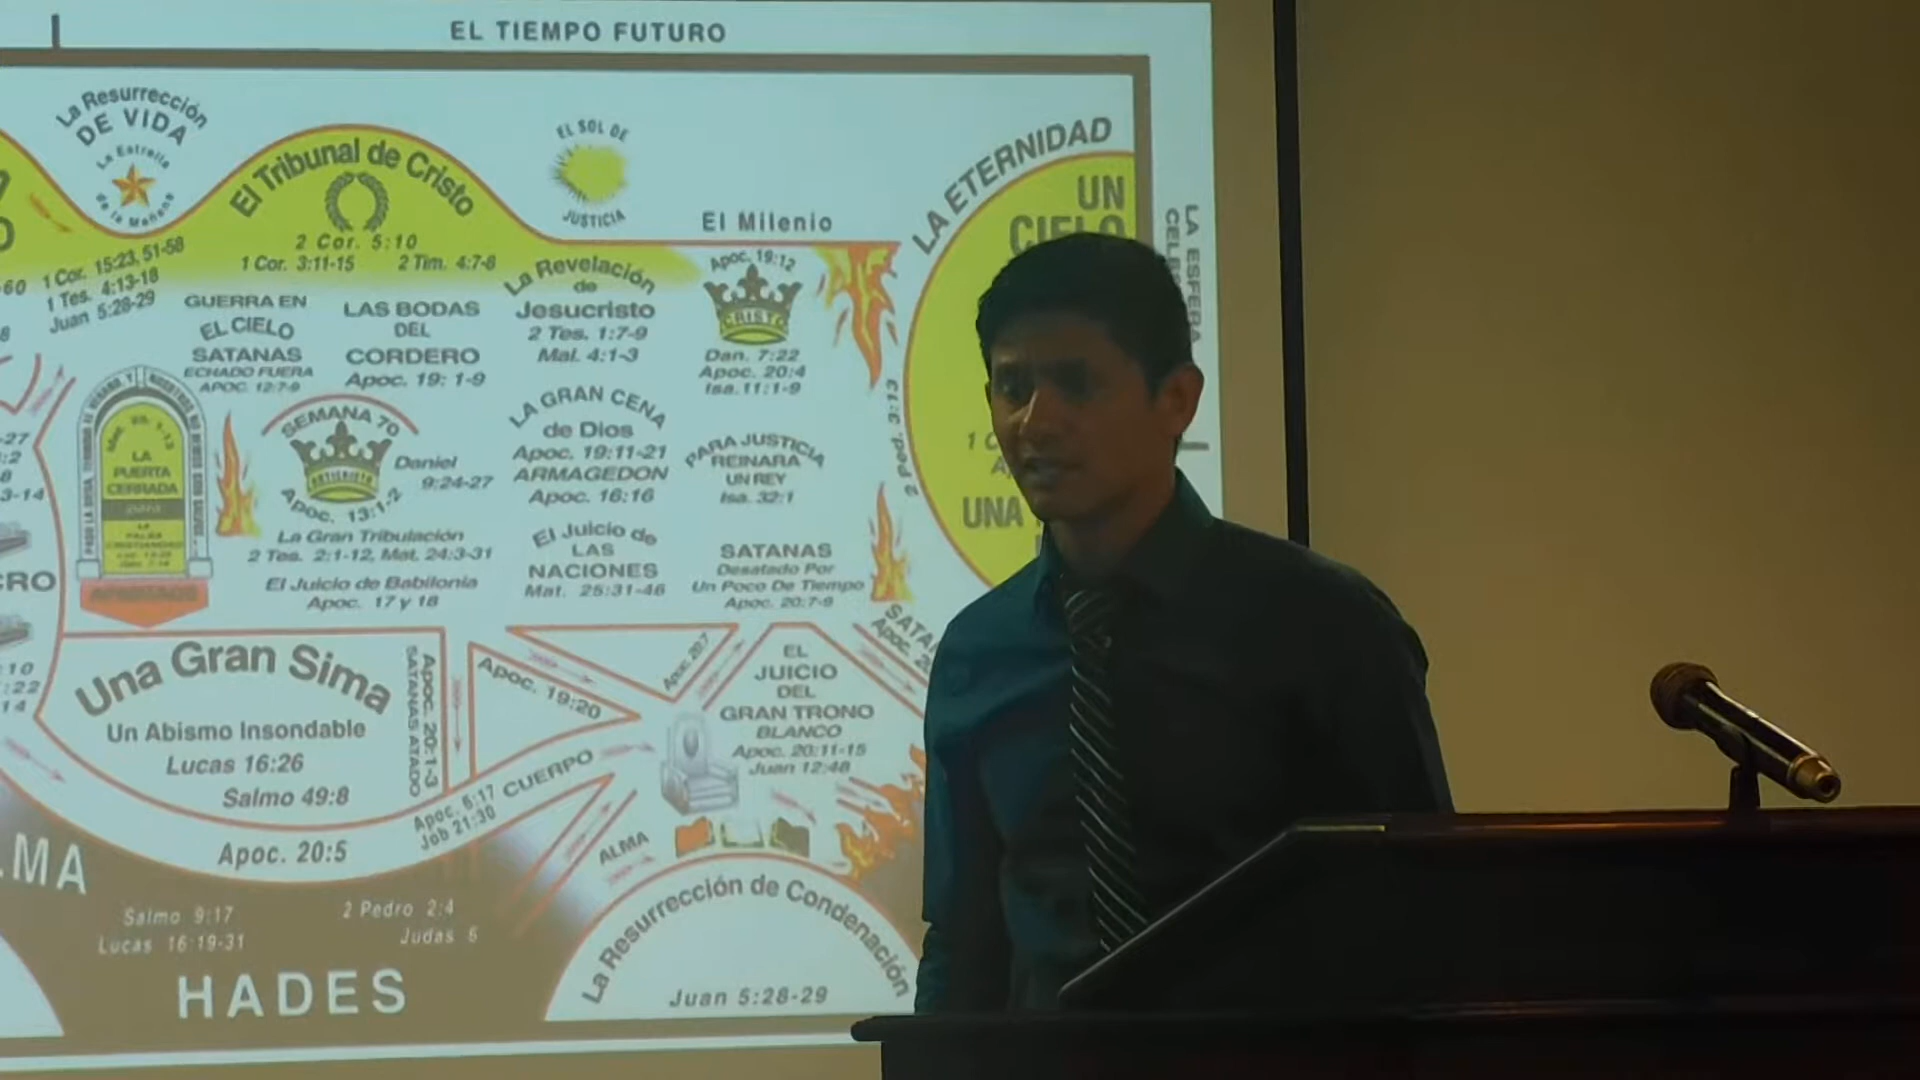 EL TIEMPO FUTURO
La Resurrección
DE VIDA
La Estrella
de la Mañana
1 Cor. 15:23, 51-58
1 Tes. 4:13-18
Juan 5:28-29
El Tribunal de Cristo
2 Cor. 5:10
1 Cor. 3:11-15 2 Tim. 4:7-8
EL SOL DE
JUSTICIA
El Milenio
LA ETERNIDAD
UN
CIELO
LA ESFERA
GUERRA EN
EL CIELO
SATANAS
ECHADO FUERA
APOC. 12:7-9
LAS BODAS
DEL
CORDERO
Apoc. 19: 1-9
La Revelación
de
Jesucristo
2 Tes. 1:7-9
Mal. 4:1-3
Apoc. 19:12
CRISTO
Dan. 7:22
Apoc. 20:4
Isa. 11:1-9
LA
PUERTA
CERRADA
SEMANA 70
ANTICRISTO
Daniel
9:24-27
Apoc. 13:1-2
La Gran Tribulación
2 Tes. 2:1-12, Mat. 24:3-31
El Juicio de Babilonia
Apoc. 17 y 18
LA GRAN CENA
de Dios
Apoc. 19:11-21
ARMAGEDON
Apoc. 16:16
El Juicio de
LAS
NACIONES
Mat. 25:31-46
PARA JUSTICIA
REINARA
UN REY
Isa. 32:1
SATANAS
Desatado Por
Un Poco De Tiempo
Apoc. 20:7-9
2 Ped. 3:13
UNA
Una Gran Sima
Un Abismo Insondable
Lucas 16:26
Salmo 49:8
Apoc. 20:5
Apoc. 20:1-3
SATANAS ATADO
Apoc. 19:20
Apoc. 20:7
EL
JUICIO
DEL
GRAN TRONO
BLANCO
Apoc. 20:11-15
Juan 12:48
CUERPO
Apoc. 6:17
Job 21:30
ALMA
Salmo 9:17
Lucas 16:19-31
2 Pedro 2:4
Judas 6
HADES
La Resurrección de Condenación
Juan 5:28-29